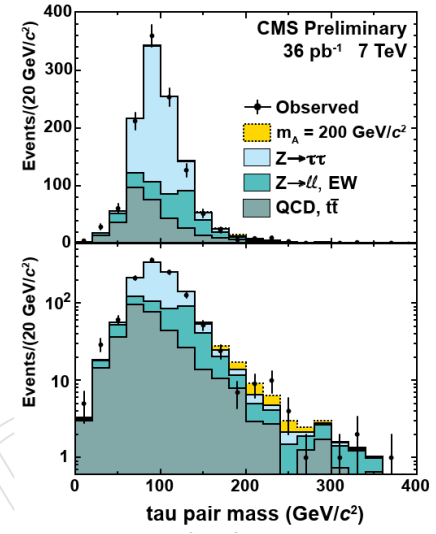 CMS Preliminary
36 pb⁻¹ 7 TeV
Events/(20 GeV/c²)
400
300
200
100
0
Observed
m_A = 200 GeV/c²
Z→ττ
Z→ℓℓ, EW
QCD, tt̄
Events/(20 GeV/c²)
10²
10
1
0 100 200 300 400
tau pair mass (GeV/c²)